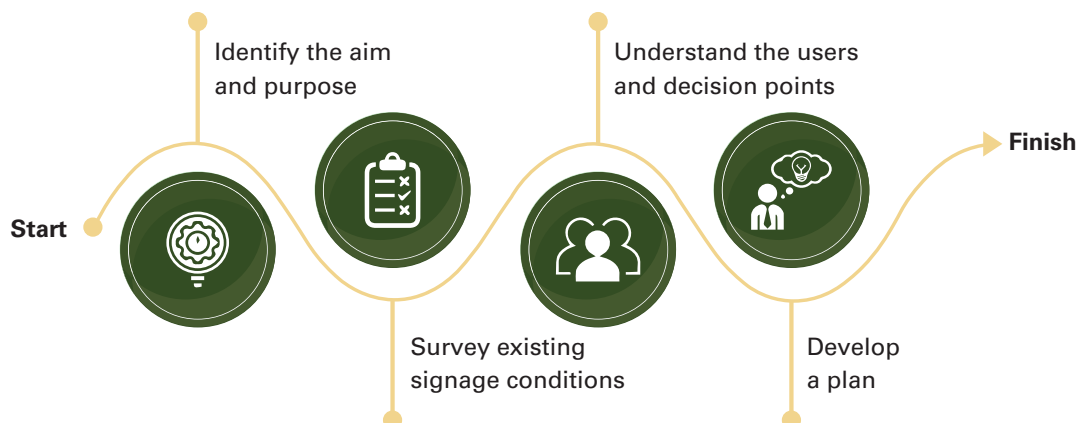 Start
Identify the aim
and purpose
Survey existing
signage conditions
Understand the users
and decision points
Develop
a plan
Finish